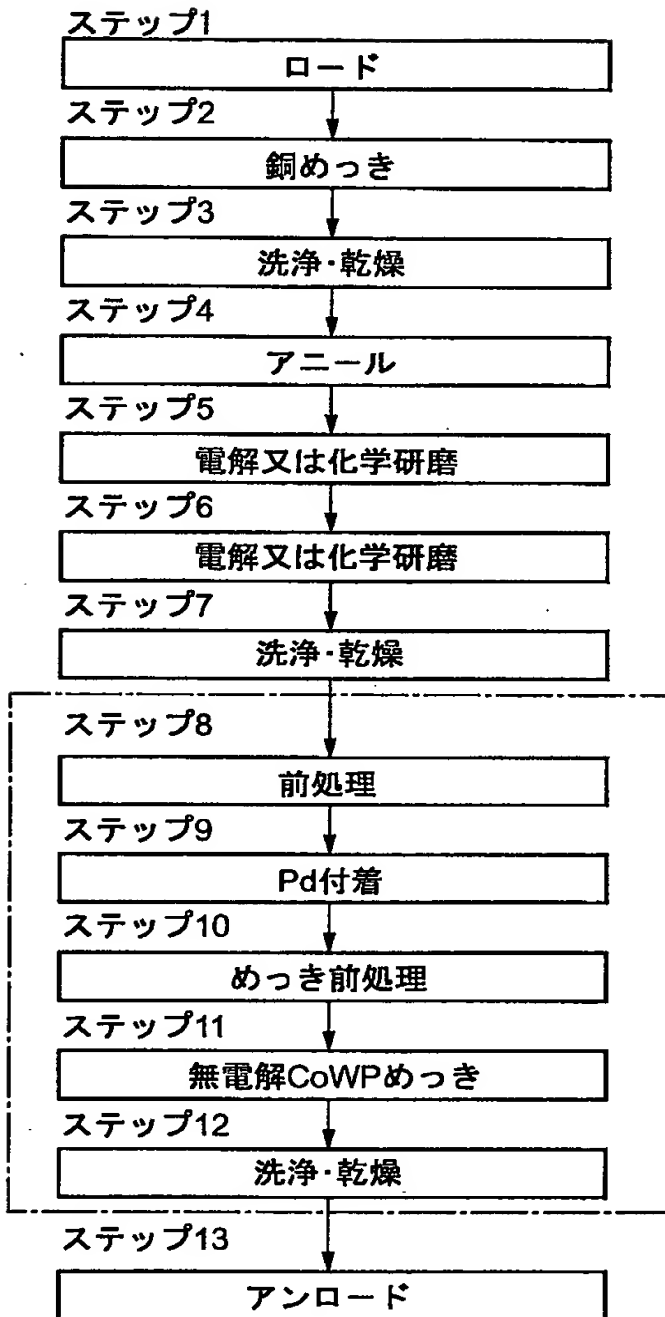 ステップ1
ロード
ステップ2
銅めっき
ステップ3
洗浄・乾燥
ステップ4
アニール
ステップ5
電解又は化学研磨
ステップ6
電解又は化学研磨
ステップ7
洗浄・乾燥
ステップ8
前処理
ステップ9
Pd付着
ステップ10
めっき前処理
ステップ11
無電解CoWPめっき
ステップ12
洗浄・乾燥
ステップ13
アンロード